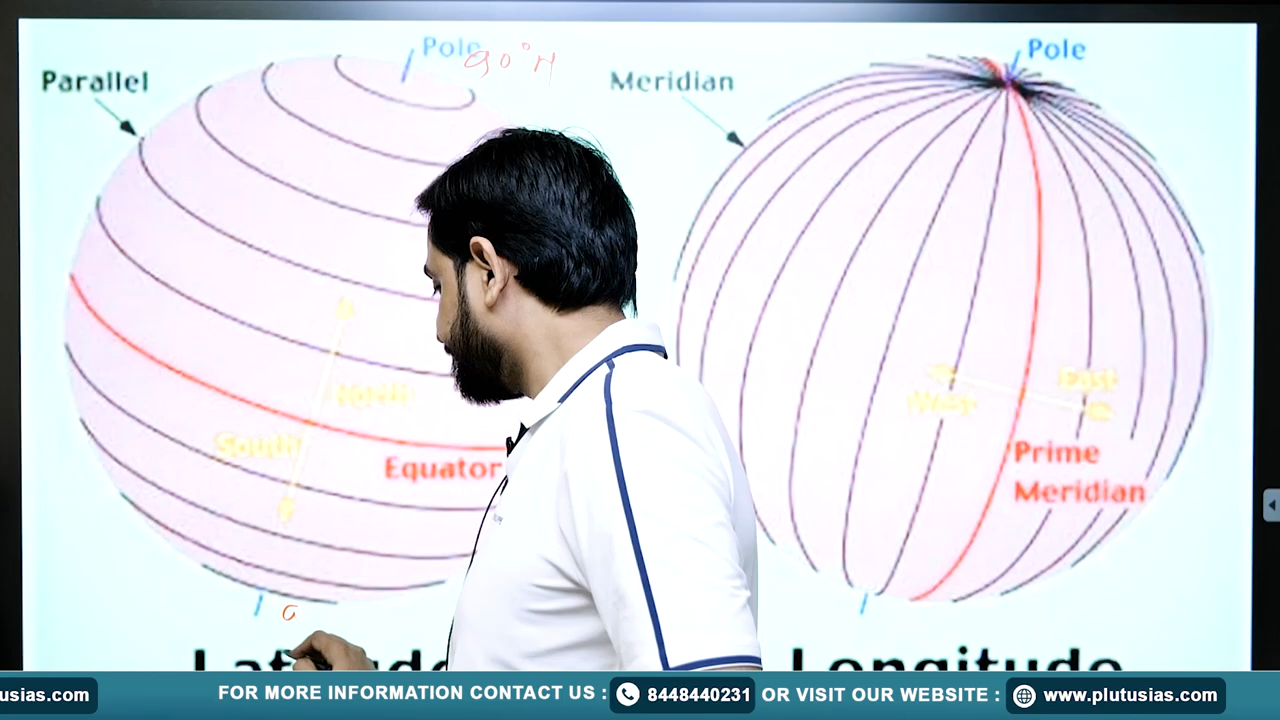 Pole
90°N
Parallel
North
South
Equator
Latitude
Pole
Meridian
West
East
Prime
Meridian
Longitude
usias.com
FOR MORE INFORMATION CONTACT US : 8448440231 OR VISIT OUR WEBSITE : www.plutusias.com